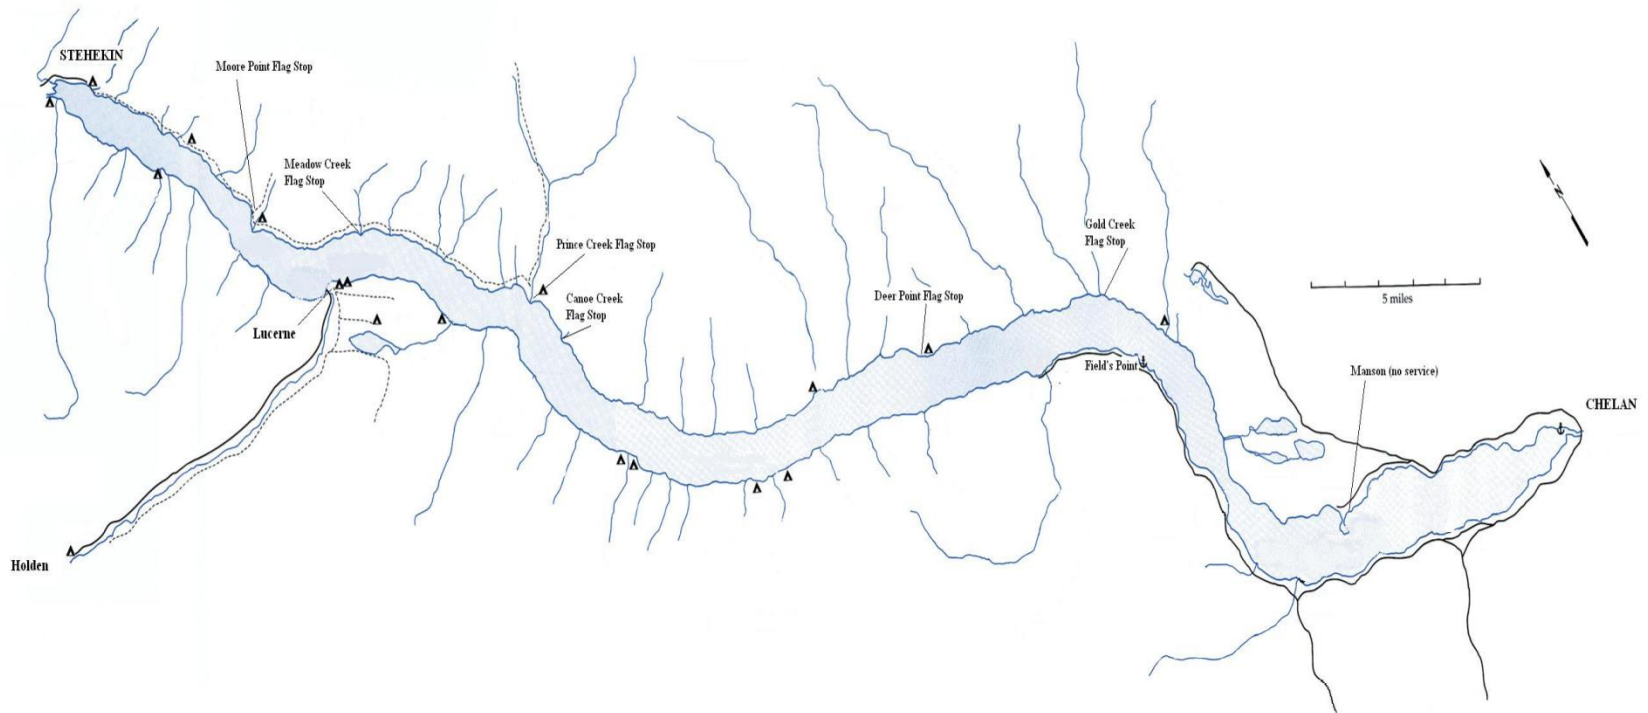 STEHEKIN
Moore Point Flag Stop
Meadow Creek
Flag Stop
Prince Creek Flag Stop
Canoe Creek
Flag Stop
Lucerne
Holden
Deer Point Flag Stop
Gold Creek
Flag Stop
Field's Point
N
5 miles
Manson (no service)
CHELAN